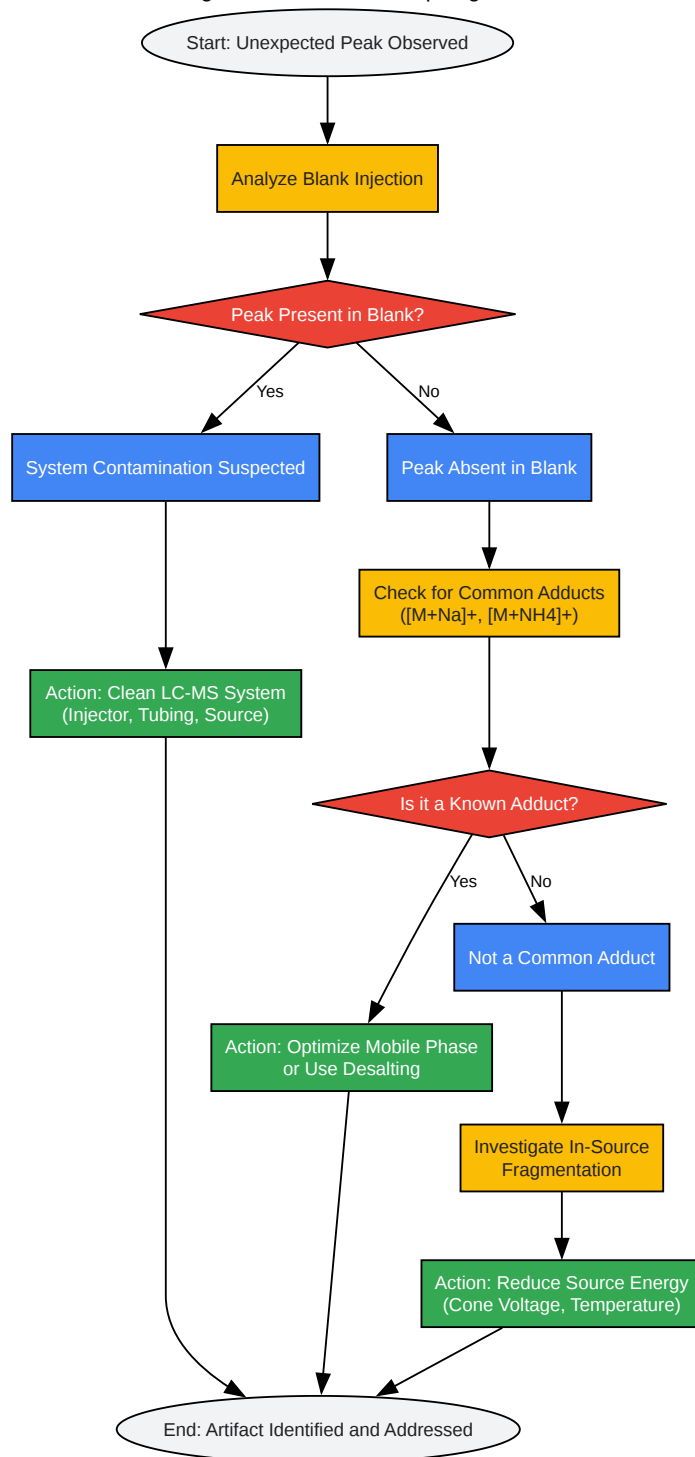 Start: Unexpected Peak Observed
Analyze Blank Injection
Peak Present in Blank?
Yes
No
System Contamination Suspected
Peak Absent in Blank
Check for Common Adducts
([M+Na]+, [M+NH4]+)
Action: Clean LC-MS System
(Injector, Tubing, Source)
Is it a Known Adduct?
Yes
No
Not a Common Adduct
Action: Optimize Mobile Phase
or Use Desalting
Investigate In-Source
Fragmentation
Action: Reduce Source Energy
(Cone Voltage, Temperature)
End: Artifact Identified and Addressed